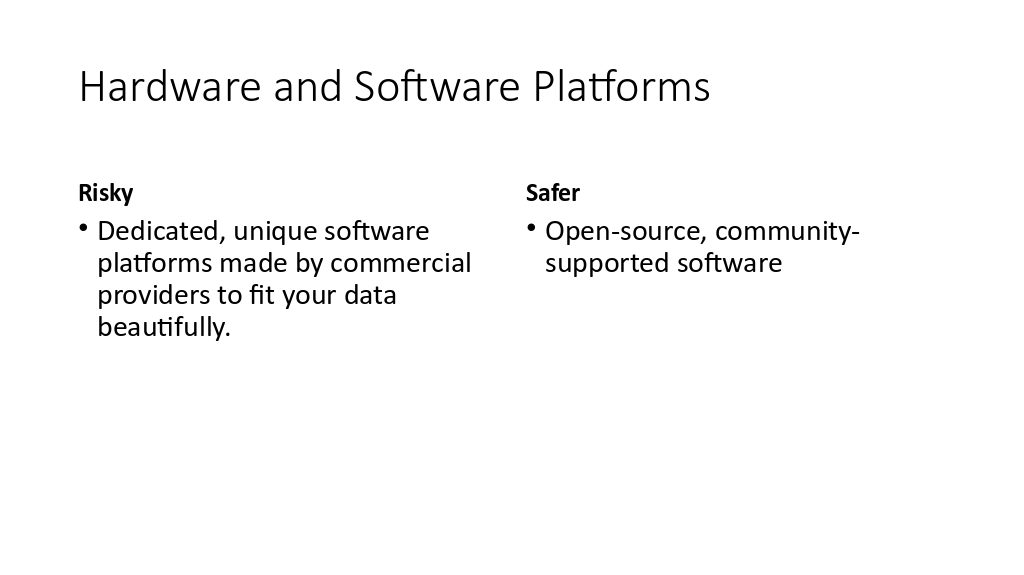 Hardware and Software Platforms
Risky
• Dedicated, unique software
platforms made by commercial
providers to fit your data
beautifully.
Safer
• Open-source, community-
supported software